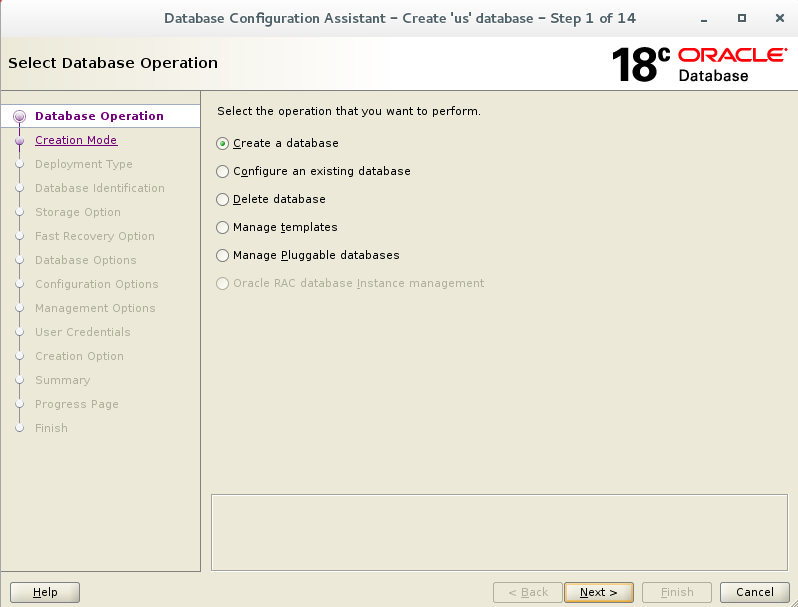 Database Configuration Assistant – Create 'us' database – Step 1 of 14
Select Database Operation
18c ORACLE Database
Database Operation
Creation Mode
Deployment Type
Database Identification
Storage Option
Fast Recovery Option
Database Options
Configuration Options
Management Options
User Credentials
Creation Option
Summary
Progress Page
Finish
Select the operation that you want to perform.
Create a database
Configure an existing database
Delete database
Manage templates
Manage Pluggable databases
Oracle RAC database Instance management
Help
< Back
Next >
Finish
Cancel